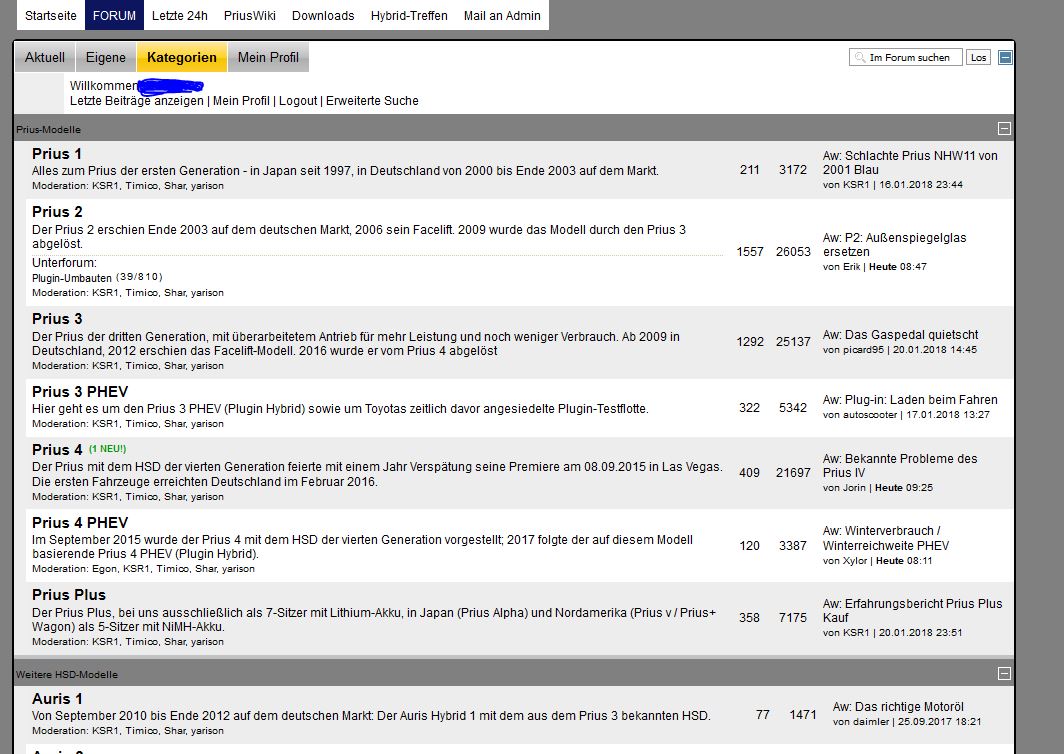 Startseite FORUM Letzte 24h PriusWiki Downloads Hybrid-Treffen Mail an Admin
Aktuell Eigene Kategorien Mein Profil Im Forum suchen Los
Willkommen
Letzte Beiträge anzeigen | Mein Profil | Logout | Erweiterte Suche
Prius-Modelle
Prius 1
Alles zum Prius der ersten Generation - in Japan seit 1997, in Deutschland von 2000 bis Ende 2003 auf dem Markt.
Moderation: KSR1, Timico, Shar, yarison
211 3172
Aw: Schlachte Prius NHW11 von
2001 Blau
von KSR1 | 16.01.2018 23:44
Prius 2
Der Prius 2 erschien Ende 2003 auf dem deutschen Markt, 2006 sein Facelift. 2009 wurde das Modell durch den Prius 3
abgelöst.
Unterforum:
Plugin-Umbauten (39/810)
Moderation: KSR1, Timico, Shar, yarison
1557 26053
Aw: P2: Außenspiegelglas
ersetzen
von Erik | Heute 08:47
Prius 3
Der Prius der dritten Generation, mit überarbeitetem Antrieb für mehr Leistung und noch weniger Verbrauch. Ab 2009 in
Deutschland, 2012 erschien das Facelift-Modell. 2016 wurde er vom Prius 4 abgelöst
Moderation: KSR1, Timico, Shar, yarison
1292 25137
Aw: Das Gaspedal quietscht
von picard95 | 20.01.2018 14:45
Prius 3 PHEV
Hier geht es um den Prius 3 PHEV (Plugin Hybrid) sowie um Toyotas zeitlich davor angesiedelte Plugin-Testflotte.
Moderation: KSR1, Timico, Shar, yarison
322 5342
Aw: Plug-in: Laden beim Fahren
von autoscooter | 17.01.2018 13:27
Prius 4 (1 NEU!)
Der Prius mit dem HSD der vierten Generation feierte mit einem Jahr Verspätung seine Premiere am 08.09.2015 in Las Vegas.
Die ersten Fahrzeuge erreichten Deutschland im Februar 2016.
Moderation: KSR1, Timico, Shar, yarison
409 21697
Aw: Bekannte Probleme des
Prius IV
von Jorin | Heute 09:25
Prius 4 PHEV
Im September 2015 wurde der Prius 4 mit dem HSD der vierten Generation vorgestellt; 2017 folgte der auf diesem Modell
basierende Prius 4 PHEV (Plugin Hybrid).
Moderation: Egon, KSR1, Timico, Shar, yarison
120 3387
Aw: Winterverbrauch /
Winterreichweite PHEV
von Xylor | Heute 08:11
Prius Plus
Der Prius Plus, bei uns ausschließlich als 7-Sitzer mit Lithium-Akku, in Japan (Prius Alpha) und Nordamerika (Prius v / Prius+
Wagon) als 5-Sitzer mit NiMH-Akku.
Moderation: KSR1, Timico, Shar, yarison
358 7175
Aw: Erfahrungsbericht Prius Plus
Kauf
von KSR1 | 20.01.2018 23:51
Weitere HSD-Modelle
Auris 1
Von September 2010 bis Ende 2012 auf dem deutschen Markt: Der Auris Hybrid 1 mit dem aus dem Prius 3 bekannten HSD.
Moderation: KSR1, Timico, Shar, yarison
77 1471
Aw: Das richtige Motoröl
von daimler | 25.09.2017 18:21